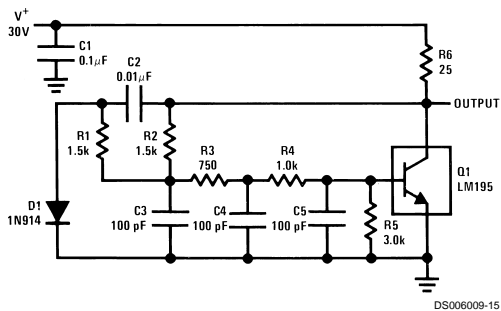 V+
30V
C1
0.1μF
C2
0.01μF
R6
25
OUTPUT
R1
1.5k
R2
1.5k
R3
750
R4
1.0k
Q1
LM195
D1
1N914
C3
100 pF
C4
100 pF
C5
100 pF
R5
3.0k
DS006009-15